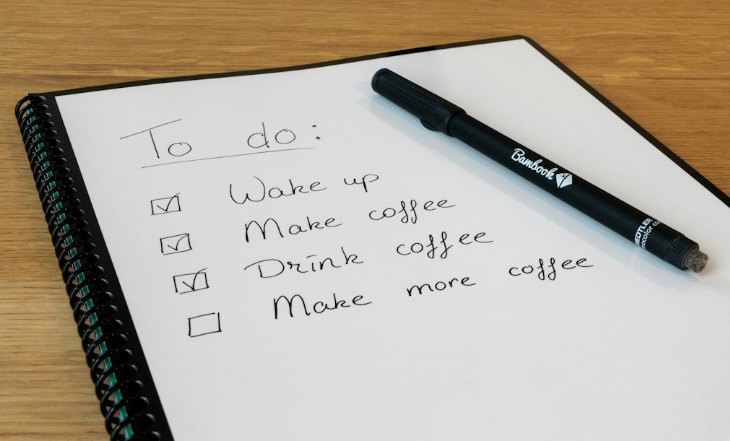 To do:
Wake up
Make coffee
Drink coffee
Make more coffee
Bambook